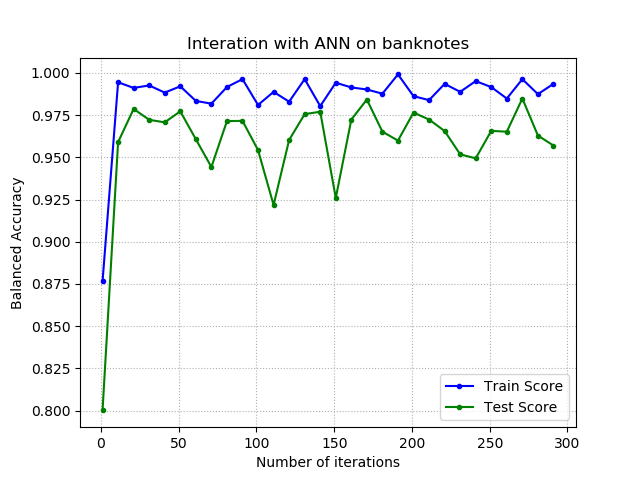 Interation with ANN on banknotes
Balanced Accuracy
1.000
0.975
0.950
0.925
0.900
0.875
0.850
0.825
0.800
0 50 100 150 200 250 300
Number of iterations
Train Score
Test Score